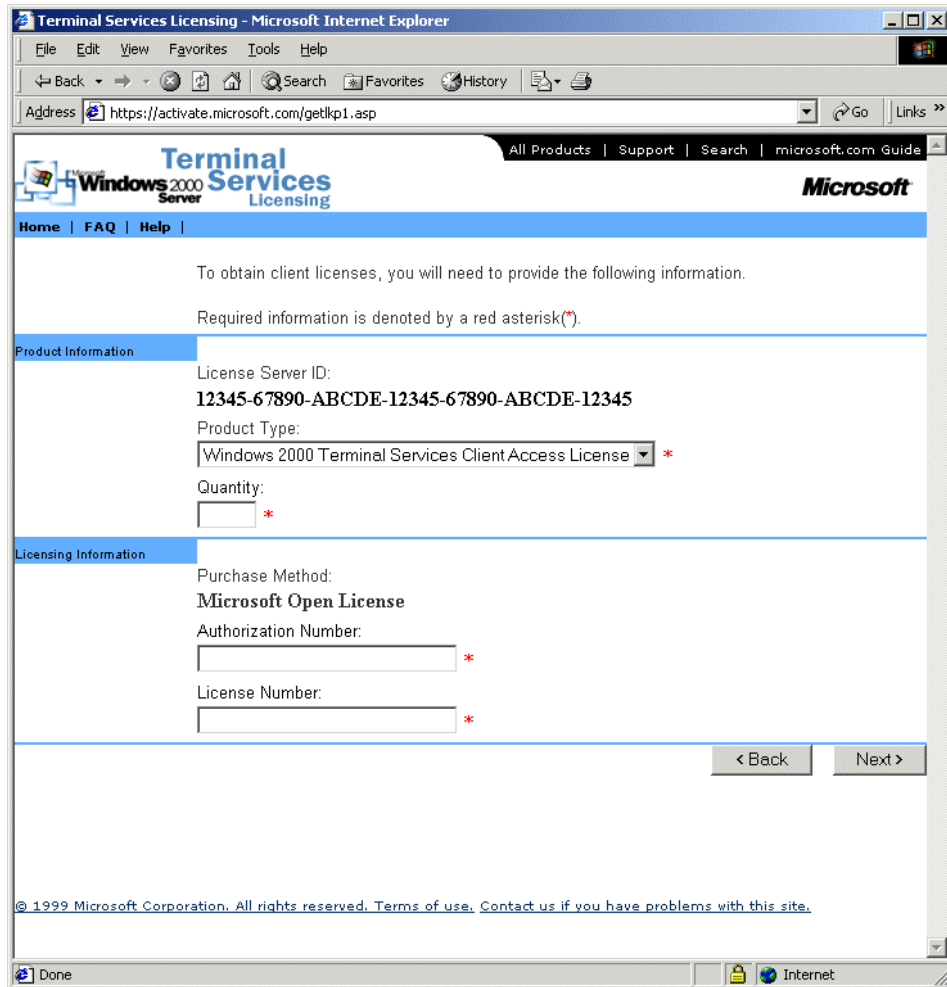 Terminal Services Licensing - Microsoft Internet Explorer
File Edit View Favorites Tools Help
Back Search Favorites History
Address https://activate.microsoft.com/getlkp1.asp Go Links »
All Products | Support | Search | microsoft.com Guide
Terminal
Microsoft
Windows 2000 Services
Server Licensing
Microsoft
Home | FAQ | Help |
To obtain client licenses, you will need to provide the following information.
Required information is denoted by a red asterisk(*).
Product Information
License Server ID:
12345-67890-ABCDE-12345-67890-ABCDE-12345
Product Type:
Windows 2000 Terminal Services Client Access License *
Quantity:
*
Licensing Information
Purchase Method:
Microsoft Open License
Authorization Number:
*
License Number:
*
< Back Next >
© 1999 Microsoft Corporation. All rights reserved. Terms of use. Contact us if you have problems with this site.
Done Internet